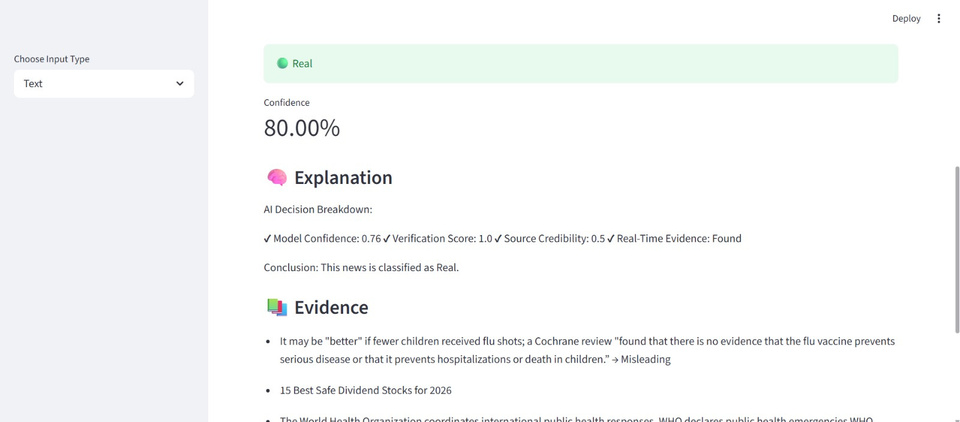 Deploy
Choose Input Type
Text
Real
Confidence
80.00%
Explanation
AI Decision Breakdown:
✓ Model Confidence: 0.76 ✓ Verification Score: 1.0 ✓ Source Credibility: 0.5 ✓ Real-Time Evidence: Found
Conclusion: This news is classified as Real.
Evidence
• It may be "better" if fewer children received flu shots; a Cochrane review "found that there is no evidence that the flu vaccine prevents
serious disease or that it prevents hospitalizations or death in children." → Misleading
• 15 Best Safe Dividend Stocks for 2026
• The World Health Organization coordinates international public health responses. WHO declares public health emergencies WHO